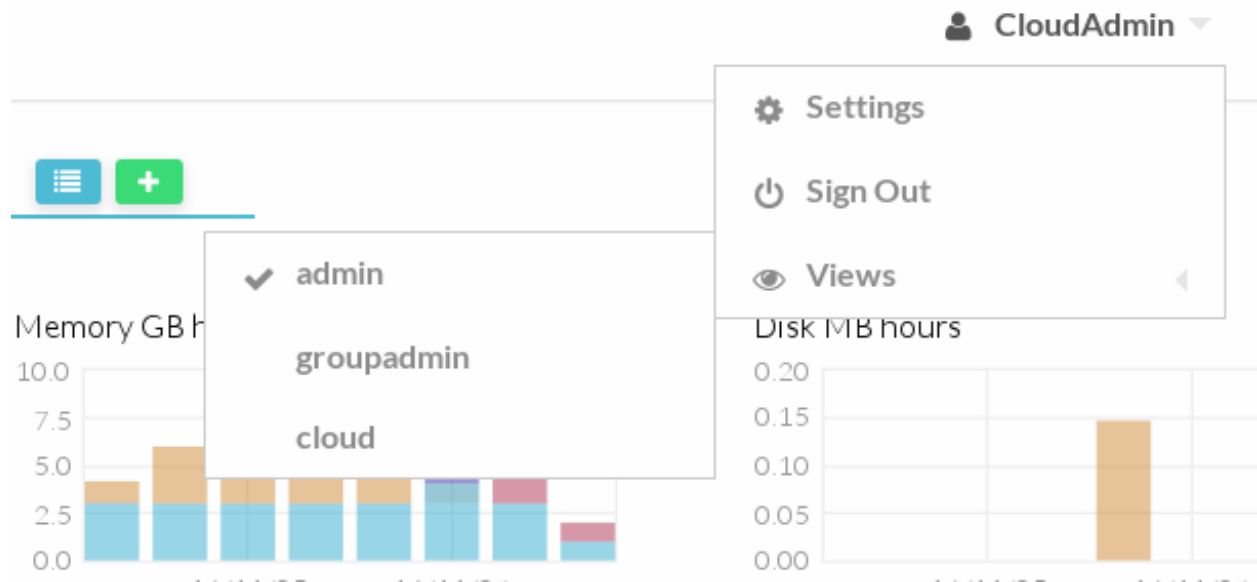 CloudAdmin
Settings
Sign Out
Views
admin
groupadmin
cloud
Memory GB h
10.0
7.5
5.0
2.5
0.0
Disk MB hours
0.20
0.15
0.10
0.05
0.00